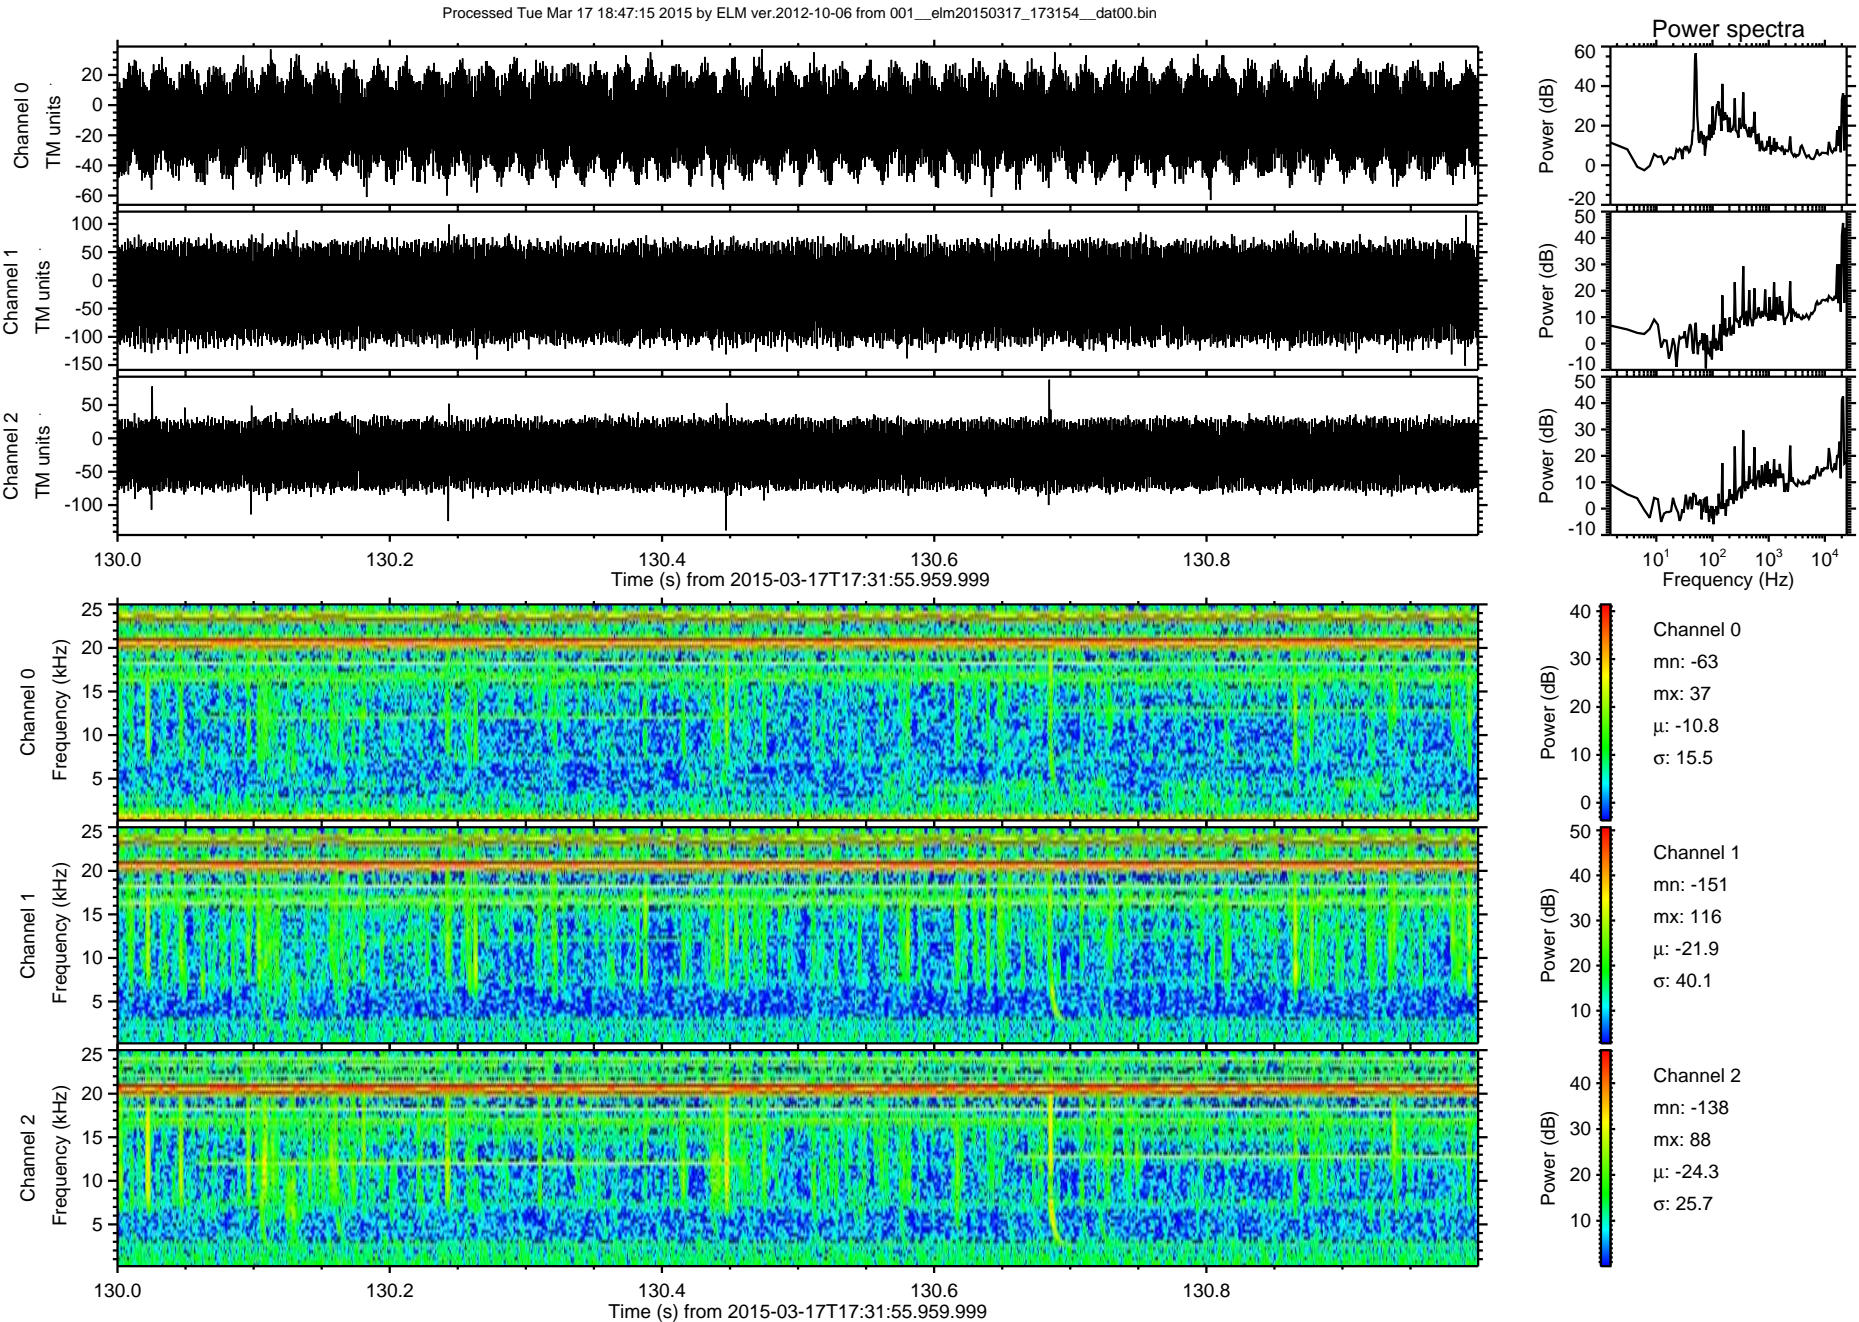 Processed Tue Mar 17 18:47:15 2015 by ELM ver.2012-10-06 from 001__elm20150317_173154__dat00.bin
Power spectra
Channel 0
TM units
20
0
-20
-40
-60
Power (dB)
60
40
20
0
-20
Channel 1
TM units
100
50
0
-50
-100
-150
Power (dB)
50
40
30
20
10
0
-10
Channel 2
TM units
50
0
-50
-100
Power (dB)
50
40
30
20
10
0
-10
130.0 130.2 130.4 130.6 130.8
Time (s) from 2015-03-17T17:31:55.959.999
10^1 10^2 10^3 10^4
Frequency (Hz)
Channel 0
Frequency (kHz)
25
20
15
10
5
Power (dB)
40
30
20
10
0
Channel 0
mn: -63
mx: 37
μ: -10.8
σ: 15.5
Channel 1
Frequency (kHz)
25
20
15
10
5
Power (dB)
50
40
30
20
10
Channel 1
mn: -151
mx: 116
μ: -21.9
σ: 40.1
Channel 2
Frequency (kHz)
25
20
15
10
5
Power (dB)
40
30
20
10
Channel 2
mn: -138
mx: 88
μ: -24.3
σ: 25.7
130.0 130.2 130.4 130.6 130.8
Time (s) from 2015-03-17T17:31:55.959.999